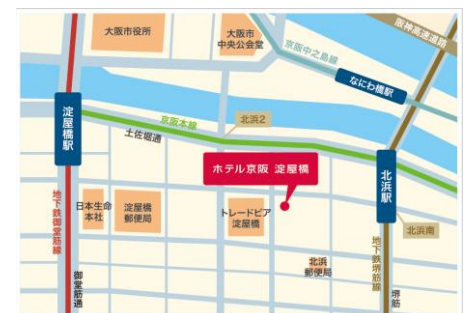 大阪市役所
大阪市
中央公会堂
阪神高速道路
京阪中之島線
なにわ橋駅
淀屋橋駅
京阪本線
土佐堀通
北浜2
ホテル京阪 淀屋橋
北浜駅
地下鉄御堂筋線
日本生命
本社
淀屋橋
郵便局
トレードピア
淀屋橋
北浜南
北浜
郵便局
地下鉄堺筋線
御堂筋通
堺筋